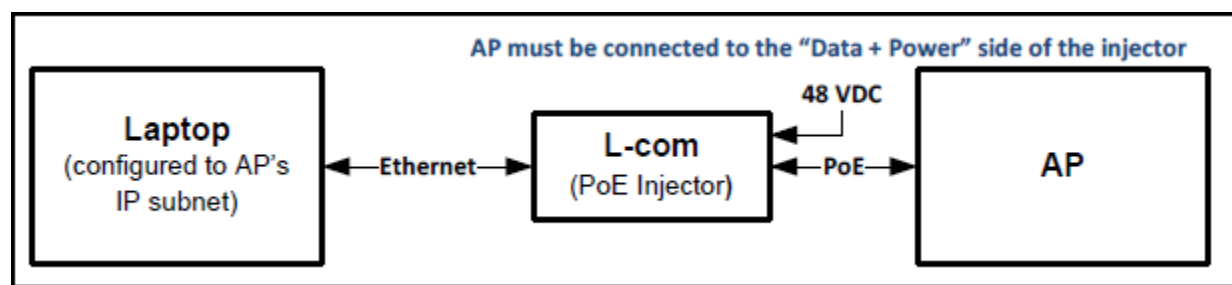 AP must be connected to the “Data + Power” side of the injector
48 VDC
Laptop
(configured to AP’s
IP subnet)
Ethernet
L-com
(PoE Injector)
PoE
AP